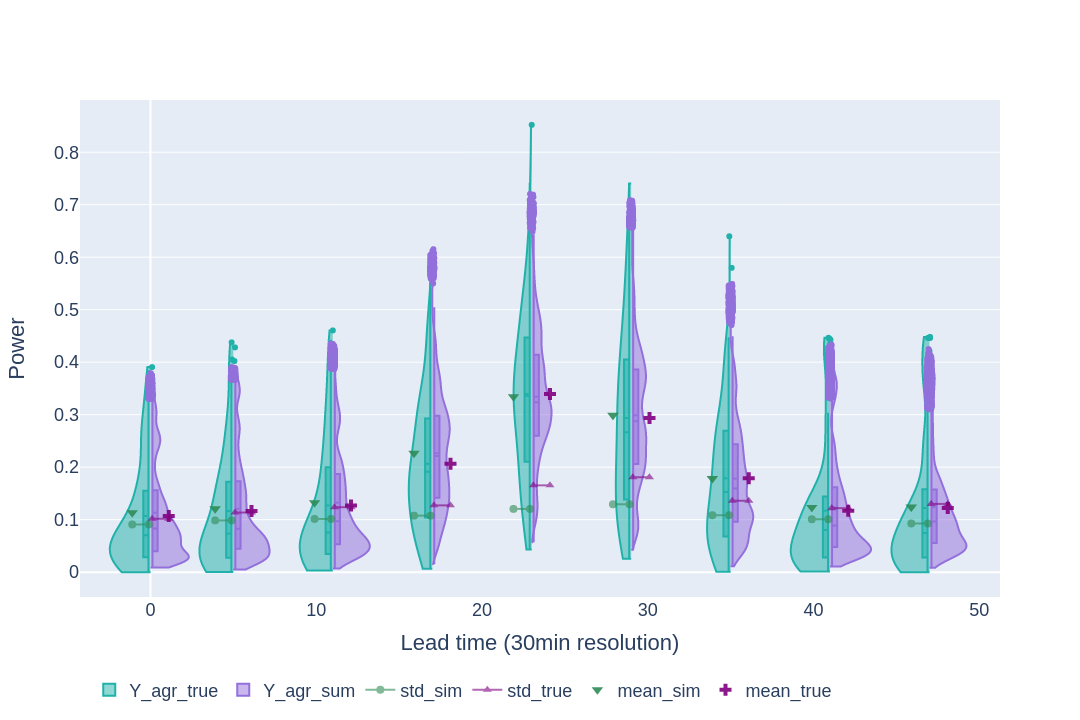 0.8
0.7
0.6
0.5
0.4
0.3
0.2
0.1
0
Power
0 10 20 30 40 50
Lead time (30min resolution)
Y_agr_true Y_agr_sum std_sim std_true mean_sim mean_true